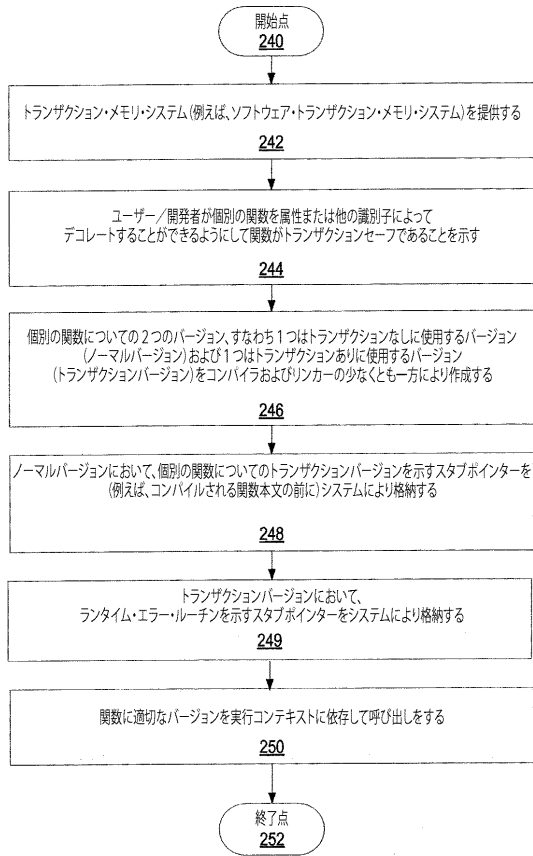 開始点
240
トランザクション・メモリ・システム(例えば、ソフトウェア・トランザクション・メモリ・システム)を提供する
242
ユーザー/開発者が個別の関数を属性または他の識別子によって
デコレートすることができるようにして関数がトランザクションセーフであることを示す
244
個別の関数についての2つのバージョン、すなわち1つはトランザクションなしに使用するバージョン
(ノーマルバージョン)および1つはトランザクションありに使用するバージョン
(トランザクションバージョン)をコンパイラおよびリンカーの少なくとも一方により作成する
246
ノーマルバージョンにおいて、個別の関数についてのトランザクションバージョンを示すスタブポインターを
(例えば、コンパイルされる関数本文の前に)システムにより格納する
248
トランザクションバージョンにおいて、
ランタイム・エラー・ルーチンを示すスタブポインターをシステムにより格納する
249
関数に適切なバージョンを実行コンテキストに依存して呼び出しをする
250
終了点
252